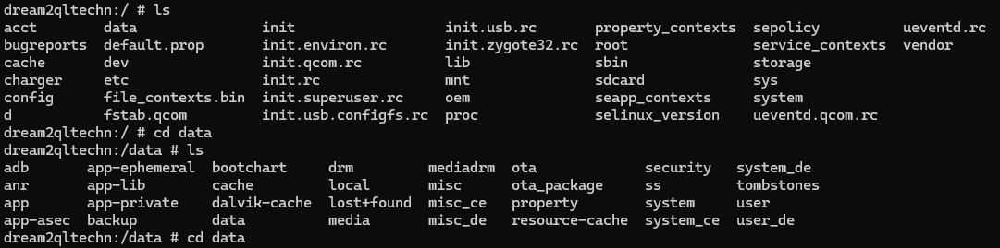 dream2qltechn:/ # ls
acct       data               init                init.usb.rc       property_contexts  sepolicy          ueventd.rc
bugreports default.prop       init.environ.rc     init.zygote32.rc  root               service_contexts  vendor
cache      dev                init.qcom.rc        lib               sbin               storage
charger    etc                init.rc             mnt               sdcard             sys
config     file_contexts.bin  init.superuser.rc   oem               seapp_contexts     system
d          fstab.qcom         init.usb.configfs.rc proc             selinux_version    ueventd.qcom.rc
dream2qltechn:/ # cd data
dream2qltechn:/data # ls
adb      app-ephemeral bootchart    drm        mediadrm ota            security  system_de
anr      app-lib       cache        local      misc     ota_package    ss        tombstones
app      app-private   dalvik-cache lost+found misc_ce  property       system    user
app-asec backup        data         media      misc_de  resource-cache system_ce user_de
dream2qltechn:/data # cd data